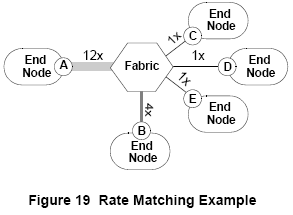 End
Node
A
12x
Fabric
1x
C
End
Node
1x
D
End
Node
1x
E
End
Node
4x
B
End
Node
Figure 19 Rate Matching Example